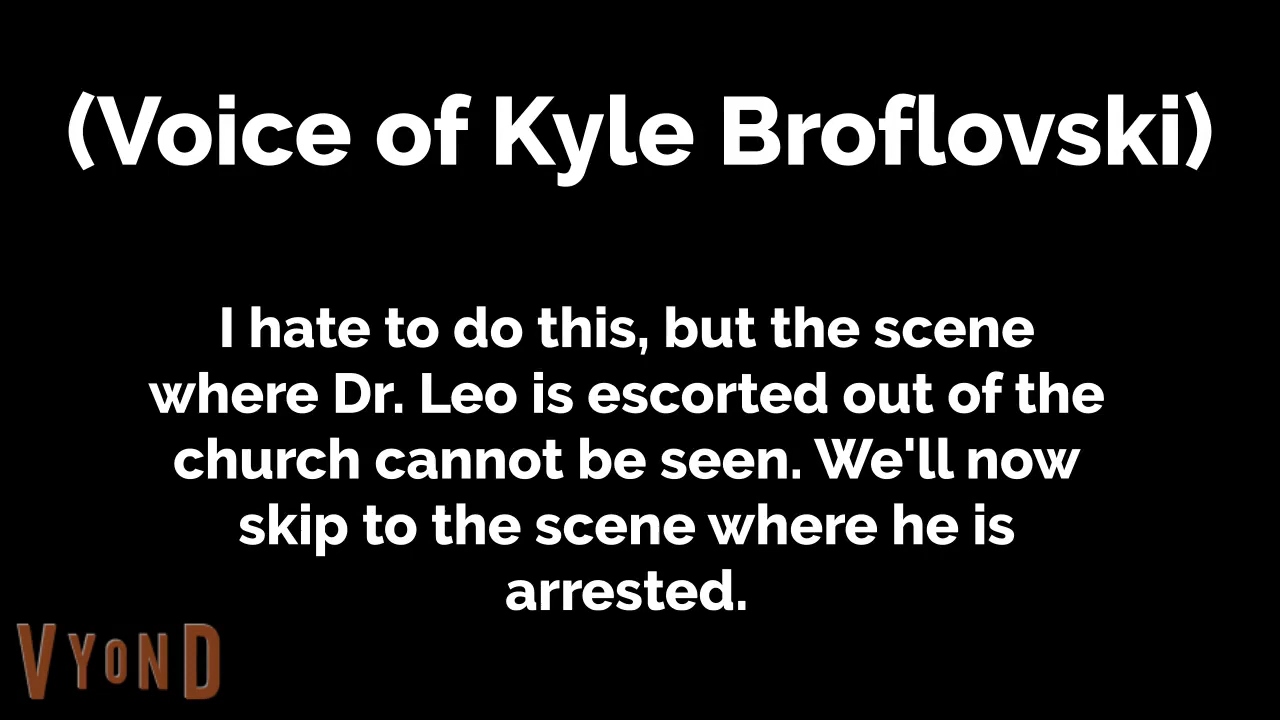 (Voice of Kyle Broflovski)
I hate to do this, but the scene
where Dr. Leo is escorted out of the
church cannot be seen. We'll now
skip to the scene where he is
arrested.
VYOND